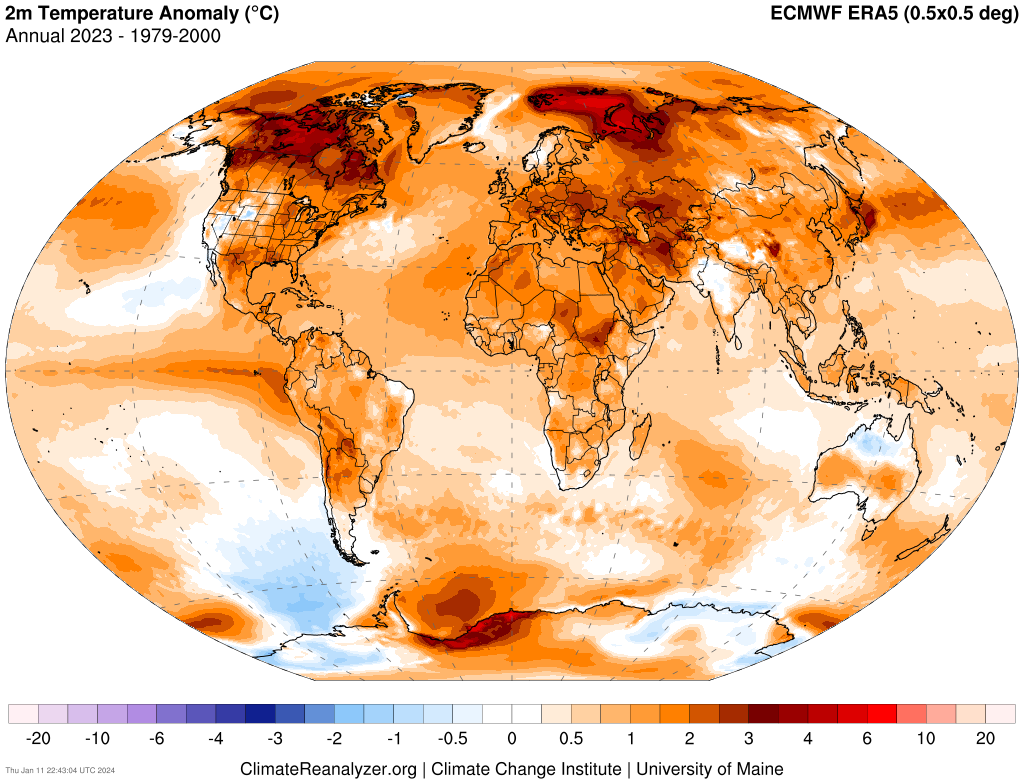 2m Temperature Anomaly (°C)
ECMWF ERA5 (0.5x0.5 deg)
Annual 2023 - 1979-2000
-20 -10 -6 -4 -3 -2 -1 -0.5 0 0.5 1 2 3 4 6 10 20
Thu Jan 11 22:43:04 UTC 2024
ClimateReanalyzer.org | Climate Change Institute | University of Maine